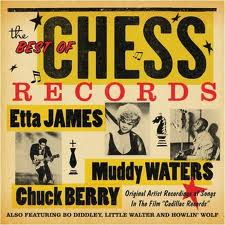 the
BEST OF
CHESS
RECORDS
Etta JAMES
Muddy WATERS
Chuck BERRY
Original Artist Recordings of Songs
In The Film "Cadillac Records"
ALSO FEATURING BO DIDDLEY, LITTLE WALTER AND HOWLIN' WOLF